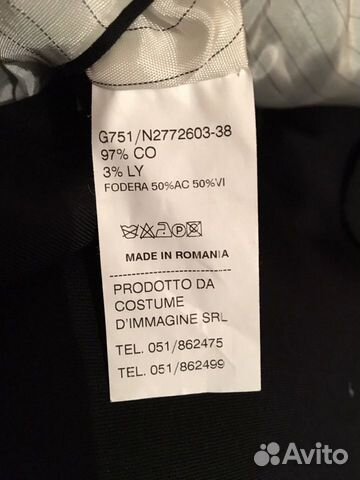 G751/N2772603-38
97% CO
3% LY
FODERA 50%AC 50%VI
MADE IN ROMANIA
PRODOTTO DA
COSTUME
D'IMMAGINE SRL
TEL. 051/862475
TEL. 051/862499
Avito